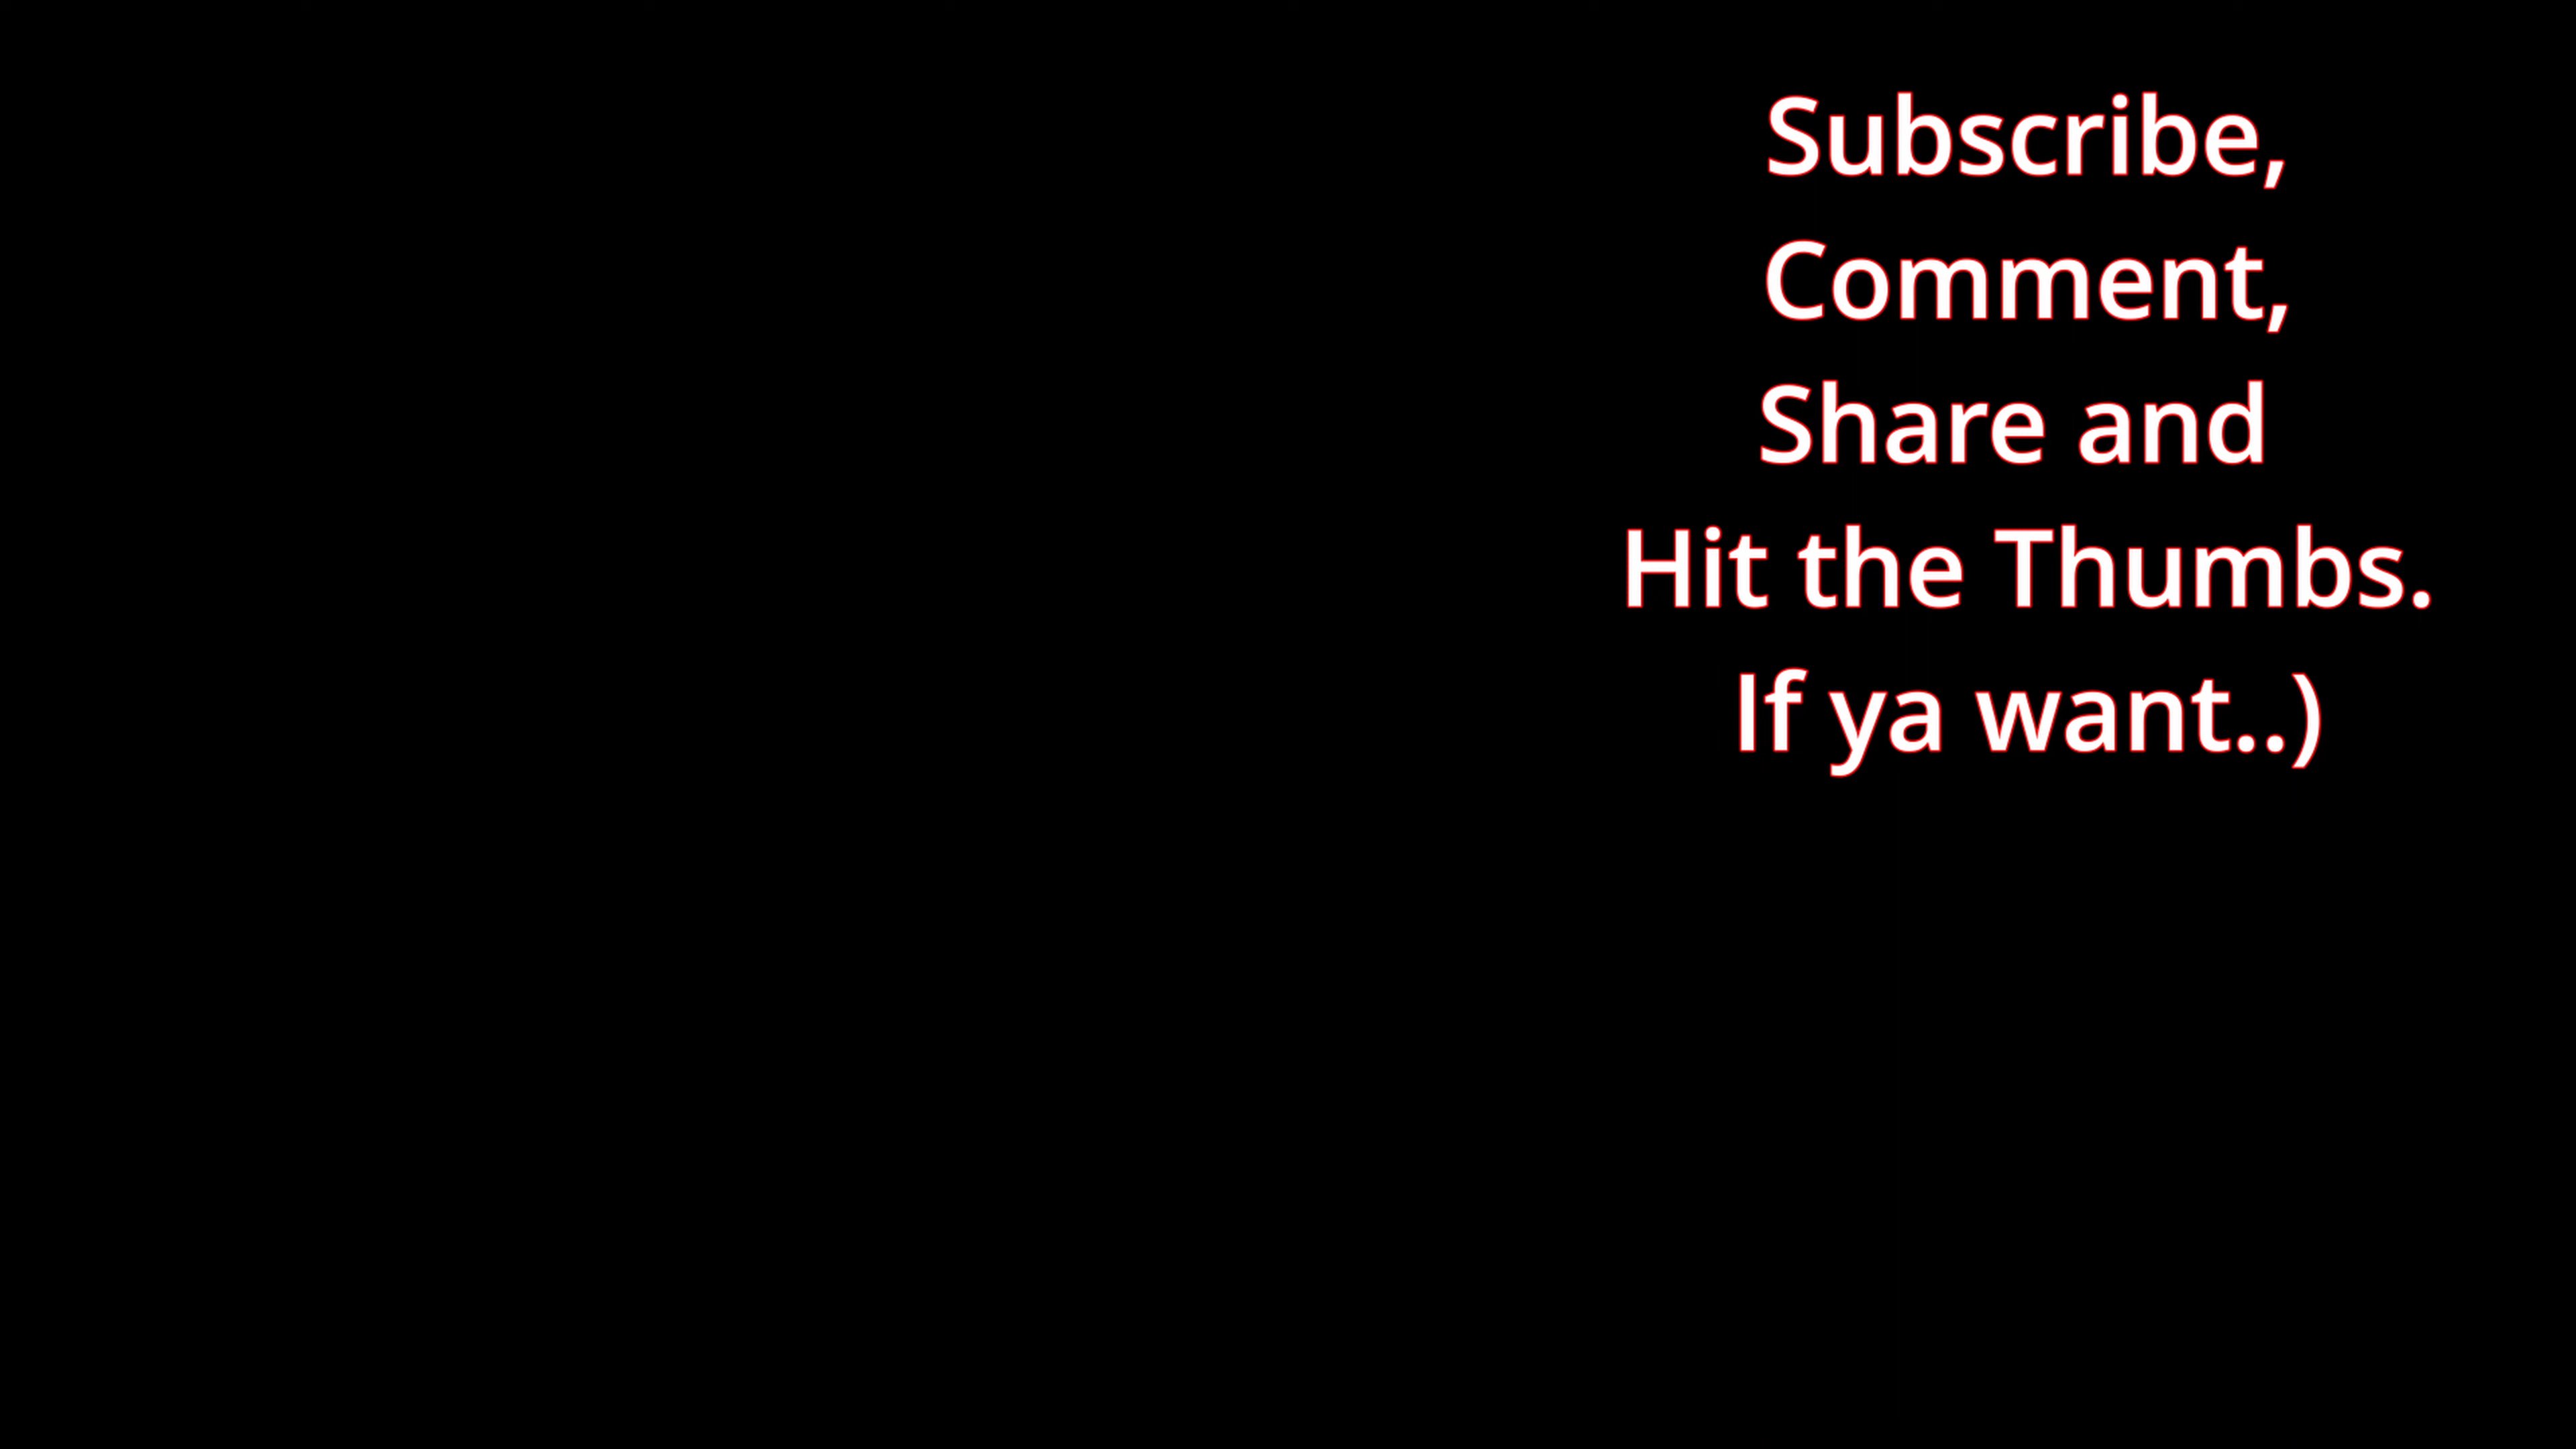 Subscribe,
Comment,
Share and
Hit the Thumbs.
If ya want..)